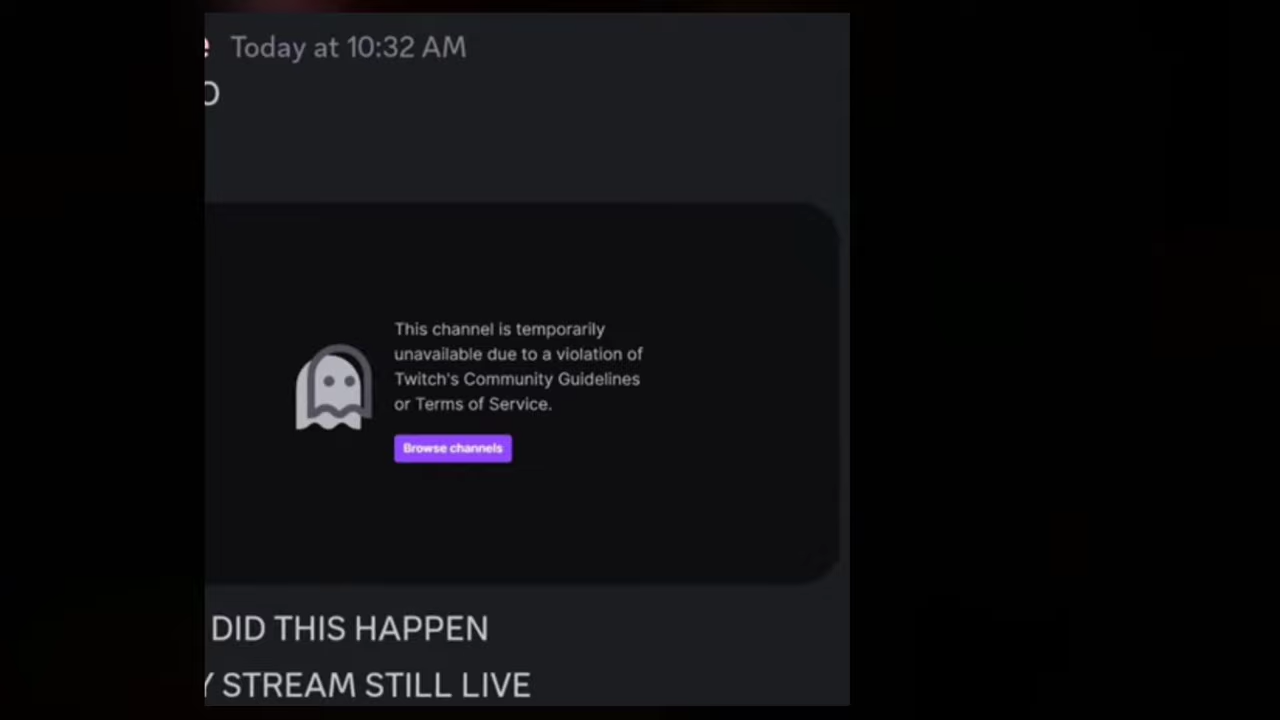 e Today at 10:32 AM
O
This channel is temporarily
unavailable due to a violation of
Twitch's Community Guidelines
or Terms of Service.
Browse channels
DID THIS HAPPEN
Y STREAM STILL LIVE